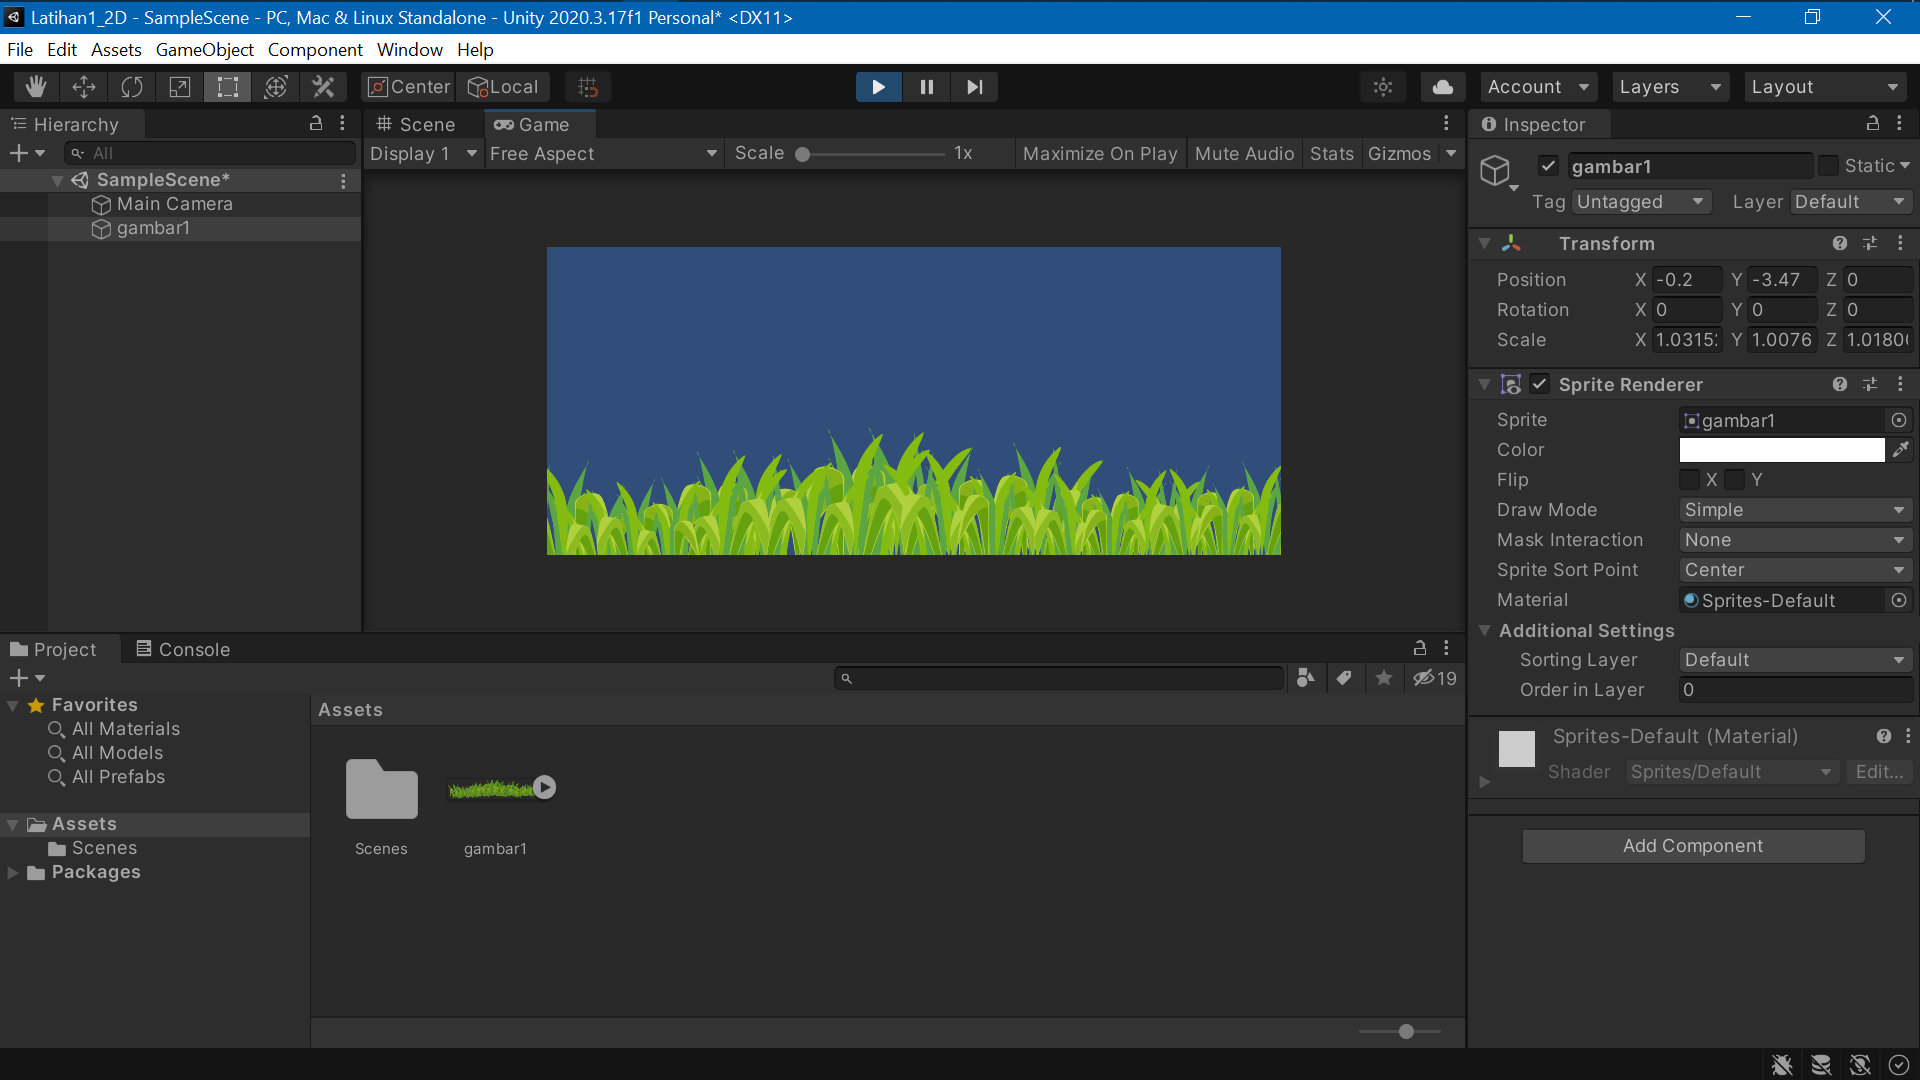 Latihan1_2D - SampleScene - PC, Mac & Linux Standalone - Unity 2020.3.17f1 Personal* <DX11>
File Edit Assets GameObject Component Window Help
Center Local Account Layers Layout
Hierarchy
All
SampleScene*
Main Camera
gambar1
Scene Game
Display 1 Free Aspect Scale 1x Maximize On Play Mute Audio Stats Gizmos
Inspector
gambar1 Static
Tag Untagged Layer Default
Transform
Position X -0.2 Y -3.47 Z 0
Rotation X 0 Y 0 Z 0
Scale X 1.0315 Y 1.0076 Z 1.0180
Sprite Renderer
Sprite gambar1
Color
Flip X Y
Draw Mode Simple
Mask Interaction None
Sprite Sort Point Center
Material Sprites-Default
Additional Settings
Sorting Layer Default
Order in Layer 0
Sprites-Default (Material)
Shader Sprites/Default Edit...
Add Component
Project Console
19
Favorites
All Materials
All Models
All Prefabs
Assets
Scenes
Packages
Assets
Scenes gambar1